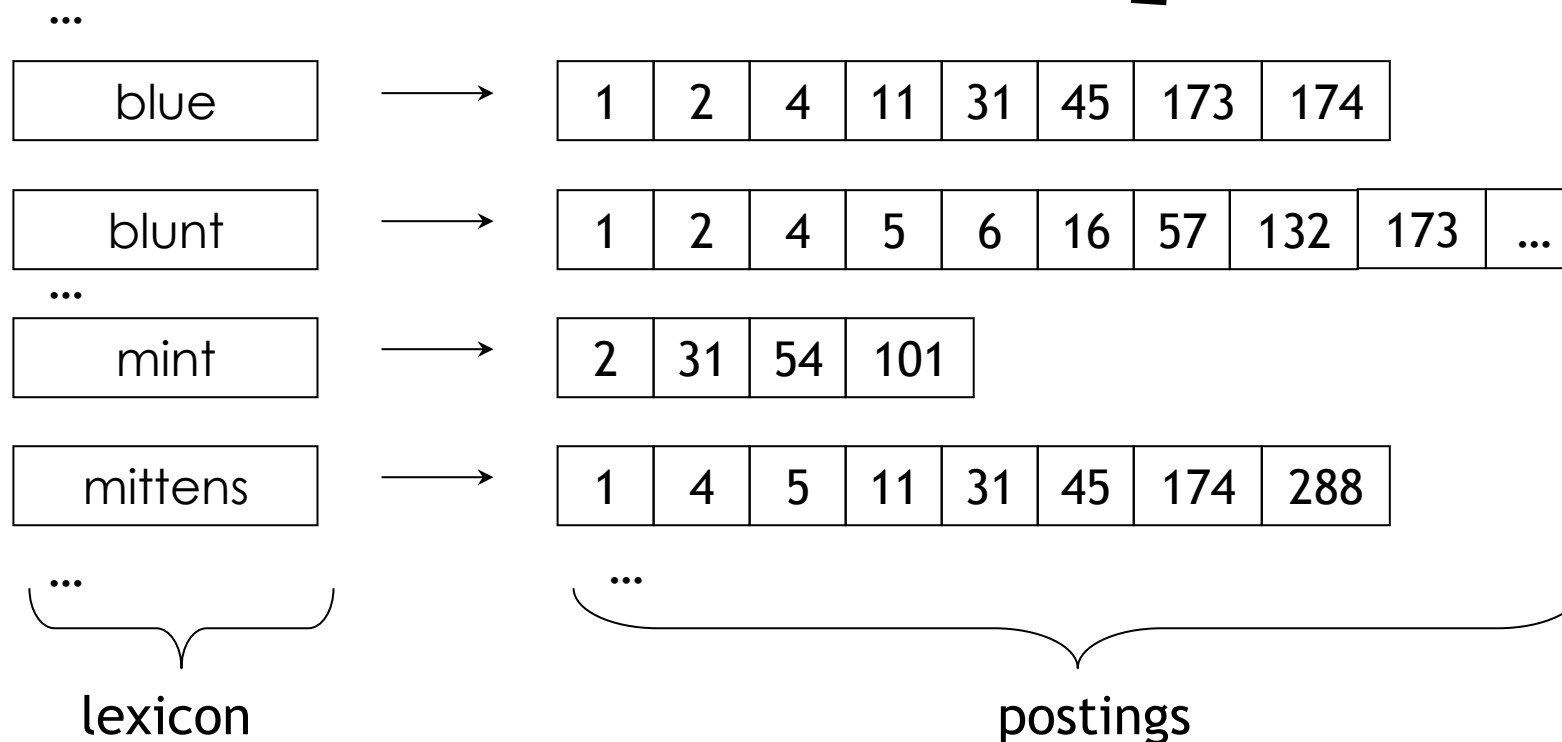 ...
blue 1 2 4 11 31 45 173 174
blunt 1 2 4 5 6 16 57 132 173 ...
...
mint 2 31 54 101
mittens 1 4 5 11 31 45 174 288
... ...
lexicon postings